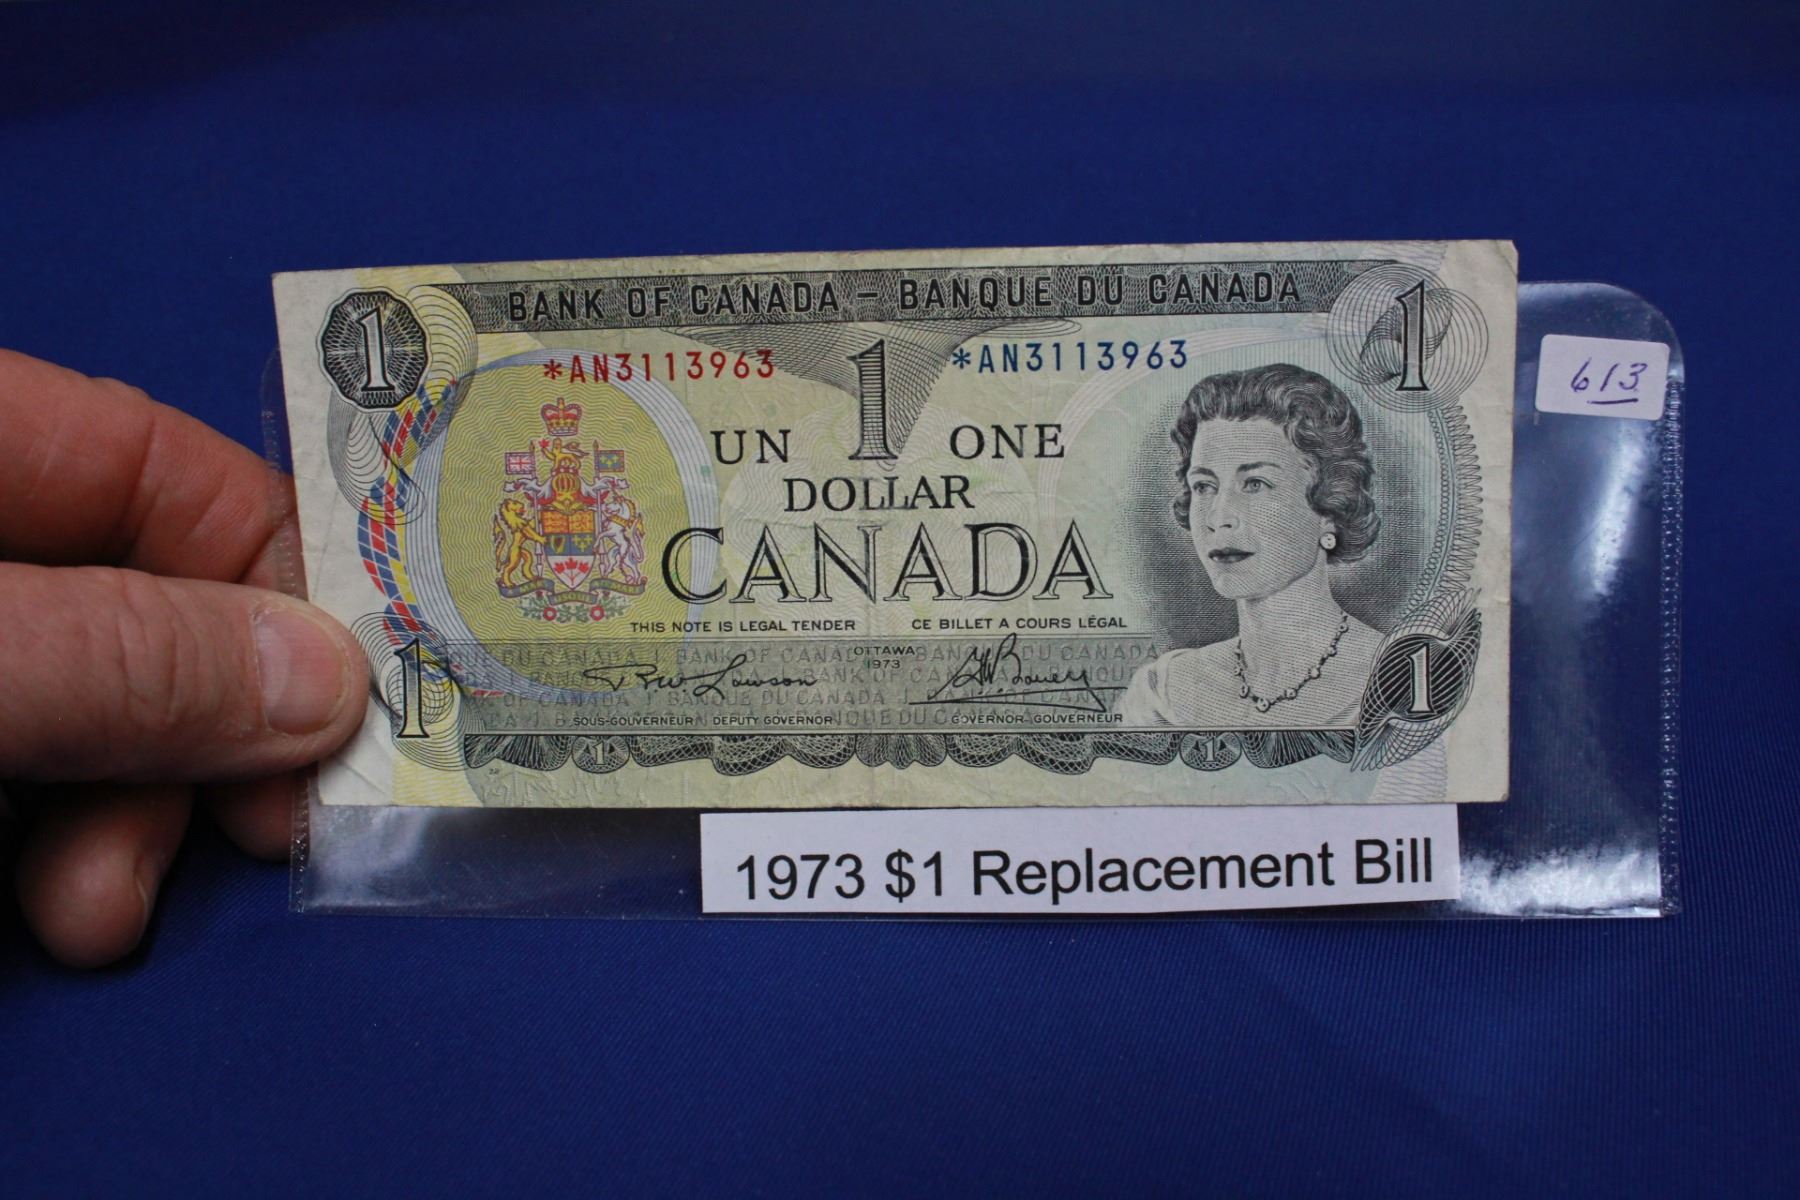 BANK OF CANADA – BANQUE DU CANADA
1 1
*AN3113963 *AN3113963
1
UN ONE
DOLLAR
CANADA
THIS NOTE IS LEGAL TENDER CE BILLET A COURS LÉGAL
OTTAWA
1973
SOUS-GOUVERNEUR DEPUTY GOVERNOR GOVERNOR-GOUVERNEUR
1 1
1 1
613
1973 $1 Replacement Bill